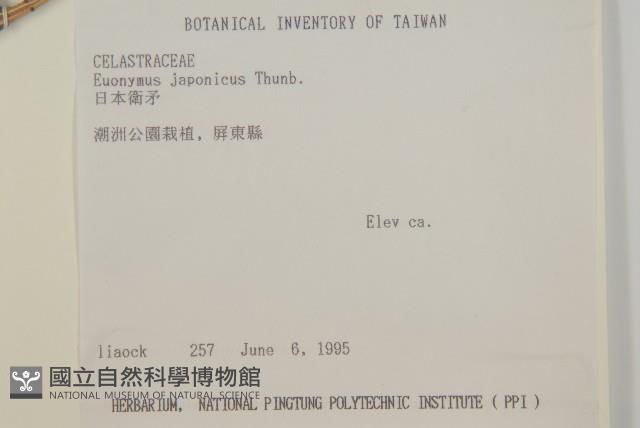 BOTANICAL INVENTORY OF TAIWAN
CELASTRACEAE
Euonymus japonicus Thunb.
日本衛矛
潮洲公園栽植, 屏東縣
Elev ca.
liaock 257 June 6, 1995
國立自然科學博物館
NATIONAL MUSEUM OF NATURAL SCIENCE
HERBARIUM, NATIONAL PINGTUNG POLYTECHNIC INSTITUTE ( PPI )